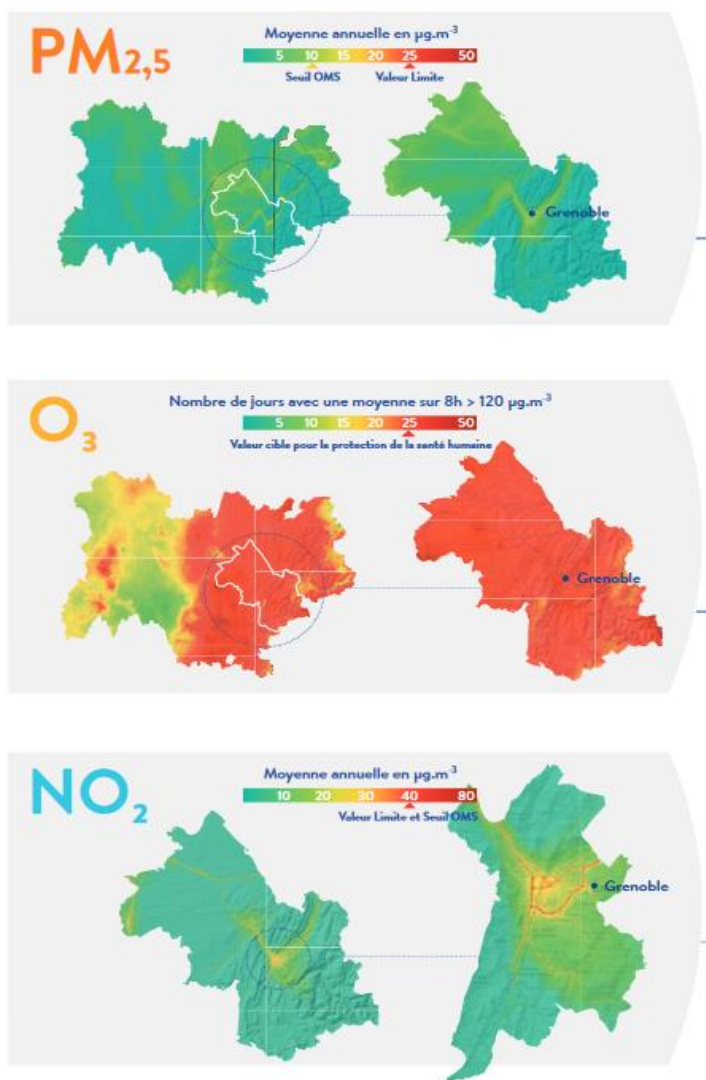 PM2,5
Moyenne annuelle en µg.m-3
5 10 15 20 25 50
Seuil OMS Valeur Limite
Grenoble
O3
Nombre de jours avec une moyenne sur 8h > 120 µg.m-3
5 10 15 20 25 50
Valeur cible pour la protection de la santé humaine
Grenoble
NO2
Moyenne annuelle en µg.m-3
10 20 30 40 80
Valeur Limite et Seuil OMS
Grenoble